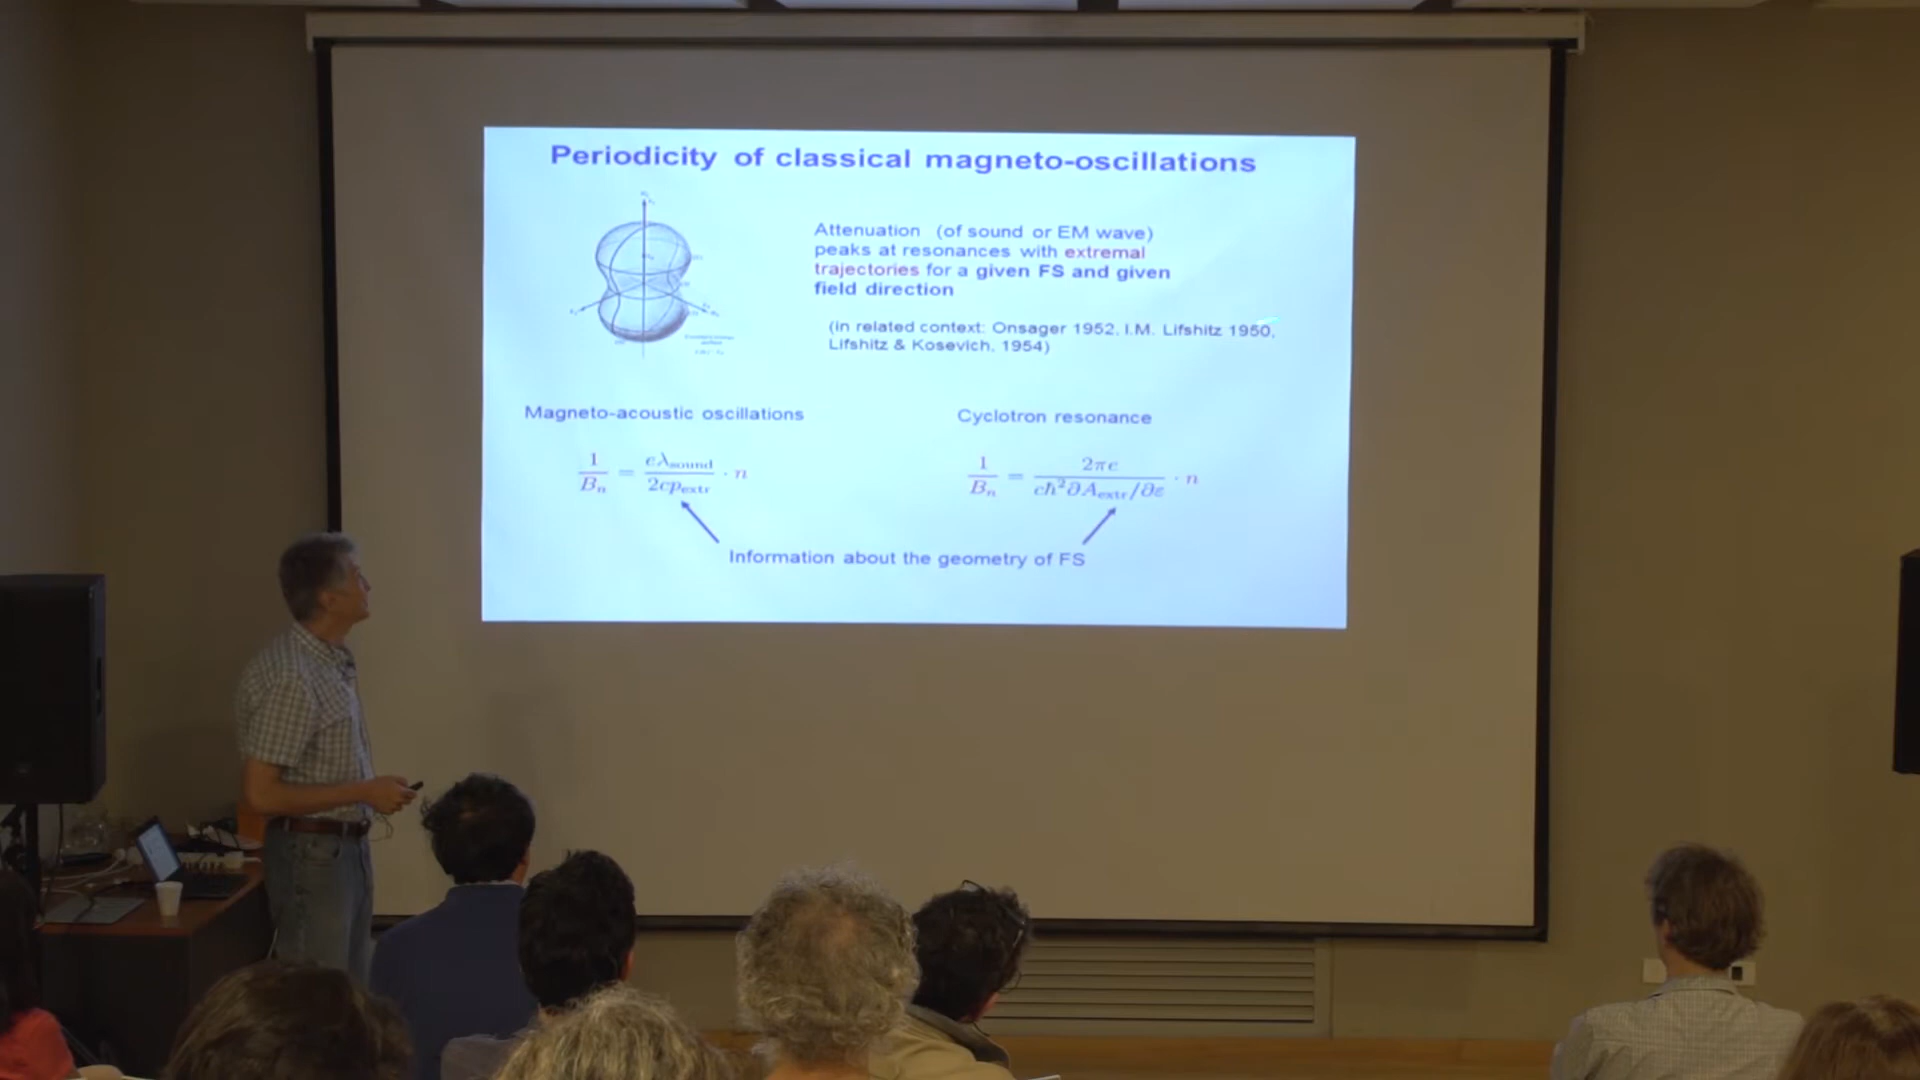 Periodicity of classical magneto-oscillations
Attenuation (of sound or EM wave)
peaks at resonances with extremal
trajectories for a given FS and given
field direction
(in related context: Onsager 1952, I.M. Lifshitz 1950,
Lifshitz & Kosevich, 1954)
Magneto-acoustic oscillations
Cyclotron resonance
1/Bₙ = eλ_sound/2cp_extr · n
1/Bₙ = 2πe/cħ²∂A_extr/∂ε · n
Information about the geometry of FS